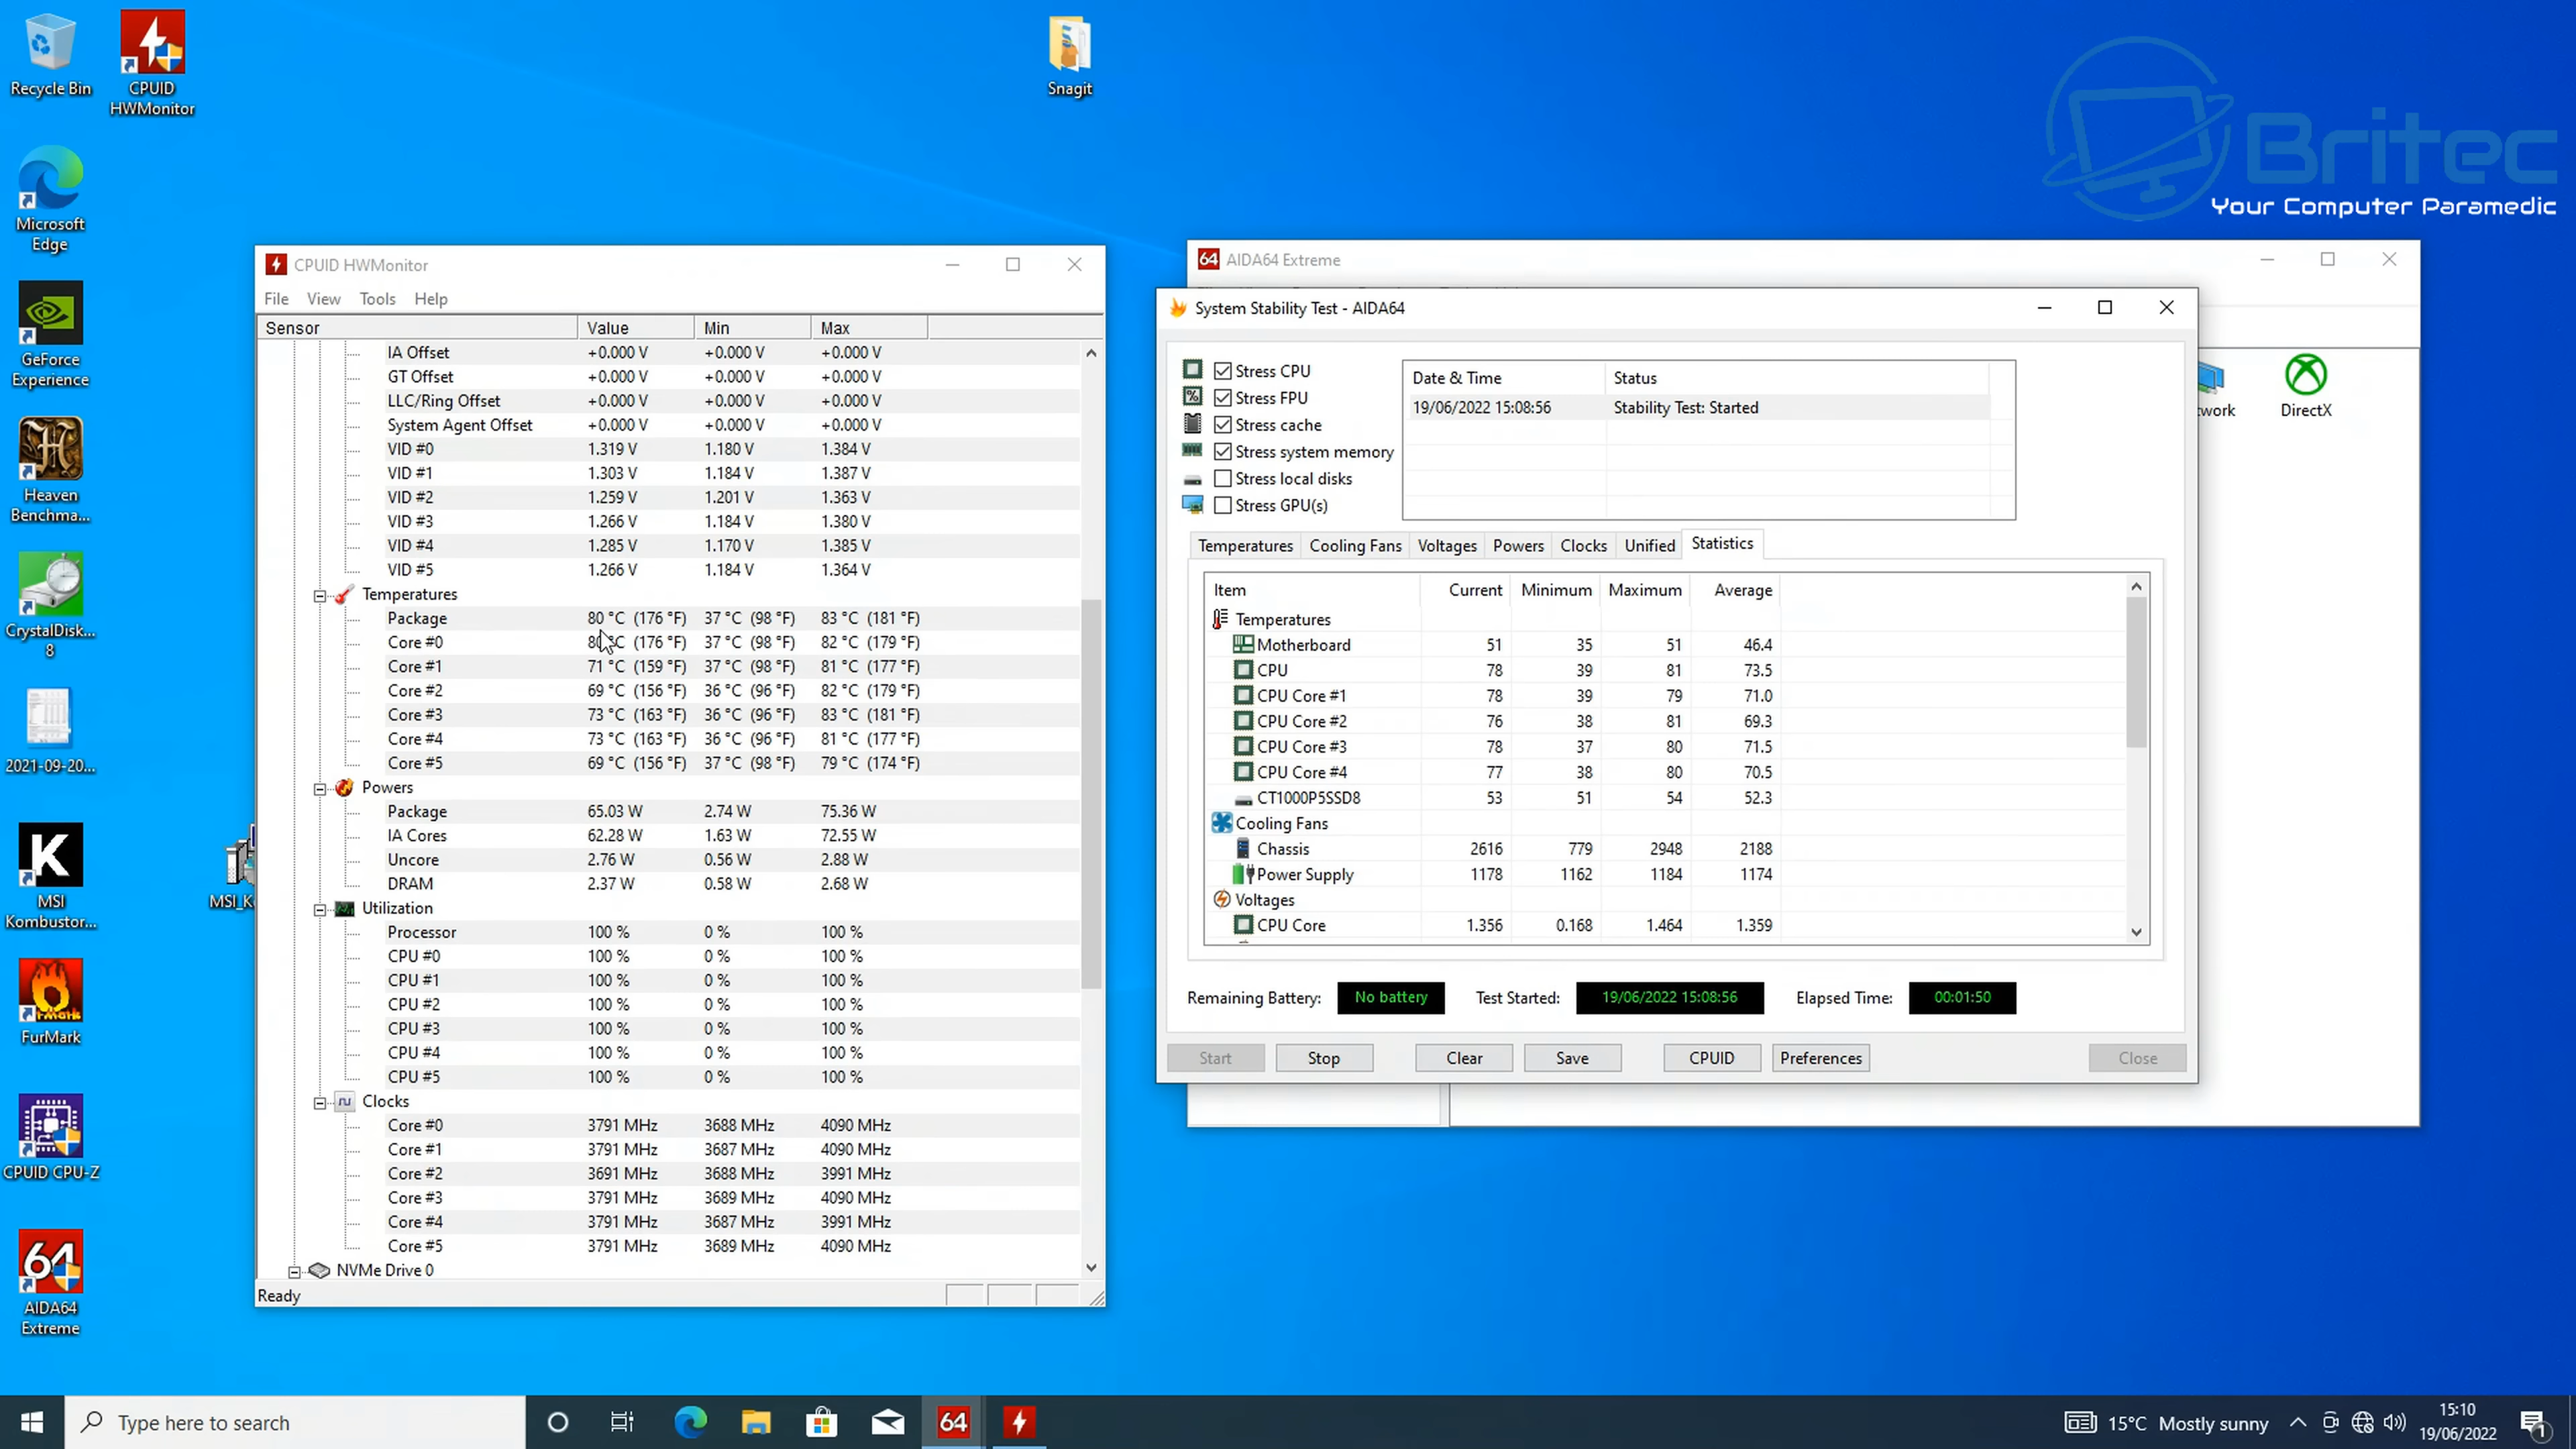 Recycle Bin
CPUID
HWMonitor
Snagit
Britec
Your Computer Paramedic
Microsoft
Edge
GeForce
Experience
Heaven
Benchma...
CrystalDisk...
8
2021-09-20...
MSI
Kombustor...
MSI_K
FurMark
CPUID CPU-Z
64
AIDA64
Extreme
CPUID HWMonitor
File View Tools Help
Sensor Value Min Max
IA Offset +0.000 V +0.000 V +0.000 V
GT Offset +0.000 V +0.000 V +0.000 V
LLC/Ring Offset +0.000 V +0.000 V +0.000 V
System Agent Offset +0.000 V +0.000 V +0.000 V
VID #0 1.319 V 1.180 V 1.384 V
VID #1 1.303 V 1.184 V 1.387 V
VID #2 1.259 V 1.201 V 1.363 V
VID #3 1.266 V 1.184 V 1.380 V
VID #4 1.285 V 1.170 V 1.385 V
VID #5 1.266 V 1.184 V 1.364 V
Temperatures
Package 80 °C (176 °F) 37 °C (98 °F) 83 °C (181 °F)
Core #0 80 °C (176 °F) 37 °C (98 °F) 82 °C (179 °F)
Core #1 71 °C (159 °F) 37 °C (98 °F) 81 °C (177 °F)
Core #2 69 °C (156 °F) 36 °C (96 °F) 82 °C (179 °F)
Core #3 73 °C (163 °F) 36 °C (96 °F) 83 °C (181 °F)
Core #4 73 °C (163 °F) 36 °C (96 °F) 81 °C (177 °F)
Core #5 69 °C (156 °F) 37 °C (98 °F) 79 °C (174 °F)
Powers
Package 65.03 W 2.74 W 75.36 W
IA Cores 62.28 W 1.63 W 72.55 W
Uncore 2.76 W 0.56 W 2.88 W
DRAM 2.37 W 0.58 W 2.68 W
Utilization
Processor 100 % 0 % 100 %
CPU #0 100 % 0 % 100 %
CPU #1 100 % 0 % 100 %
CPU #2 100 % 0 % 100 %
CPU #3 100 % 0 % 100 %
CPU #4 100 % 0 % 100 %
CPU #5 100 % 0 % 100 %
Clocks
Core #0 3791 MHz 3688 MHz 4090 MHz
Core #1 3791 MHz 3687 MHz 4090 MHz
Core #2 3691 MHz 3688 MHz 3991 MHz
Core #3 3791 MHz 3689 MHz 4090 MHz
Core #4 3791 MHz 3687 MHz 3991 MHz
Core #5 3791 MHz 3689 MHz 4090 MHz
NVMe Drive 0
Ready
64 AIDA64 Extreme
work DirectX
System Stability Test - AIDA64
Stress CPU
Stress FPU
Stress cache
Stress system memory
Stress local disks
Stress GPU(s)
Date & Time Status
19/06/2022 15:08:56 Stability Test: Started
Temperatures Cooling Fans Voltages Powers Clocks Unified Statistics
Item Current Minimum Maximum Average
Temperatures
Motherboard 51 35 51 46.4
CPU 78 39 81 73.5
CPU Core #1 78 39 79 71.0
CPU Core #2 76 38 81 69.3
CPU Core #3 78 37 80 71.5
CPU Core #4 77 38 80 70.5
CT1000P5SSD8 53 51 54 52.3
Cooling Fans
Chassis 2616 779 2948 2188
Power Supply 1178 1162 1184 1174
Voltages
CPU Core 1.356 0.168 1.464 1.359
Remaining Battery: No battery Test Started: 19/06/2022 15:08:56 Elapsed Time: 00:01:50
Start Stop Clear Save CPUID Preferences Close
Type here to search
64
15°C Mostly sunny
15:10
19/06/2022
1